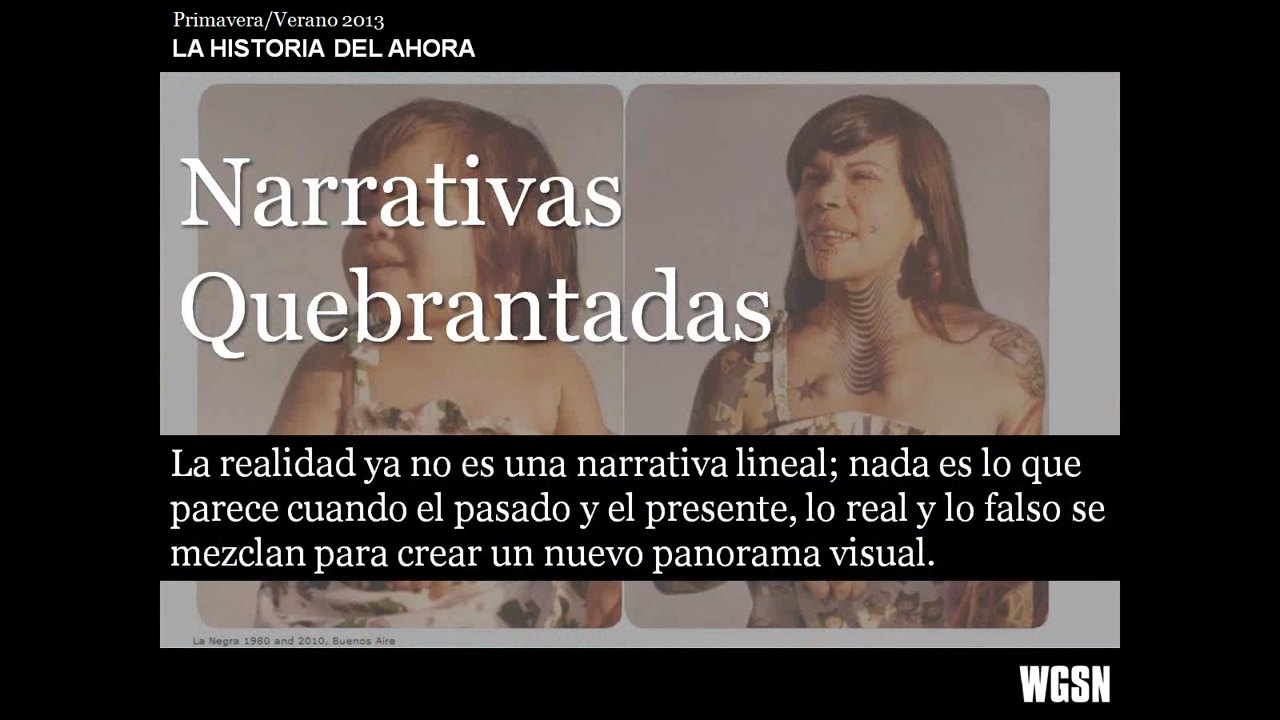 Primavera/Verano 2013
LA HISTORIA DEL AHORA
Narrativas
Quebrantadas
La realidad ya no es una narrativa lineal; nada es lo que
parece cuando el pasado y el presente, lo real y lo falso se
mezclan para crear un nuevo panorama visual.
La Negra 1980 and 2010, Buenos Aire
WGSN